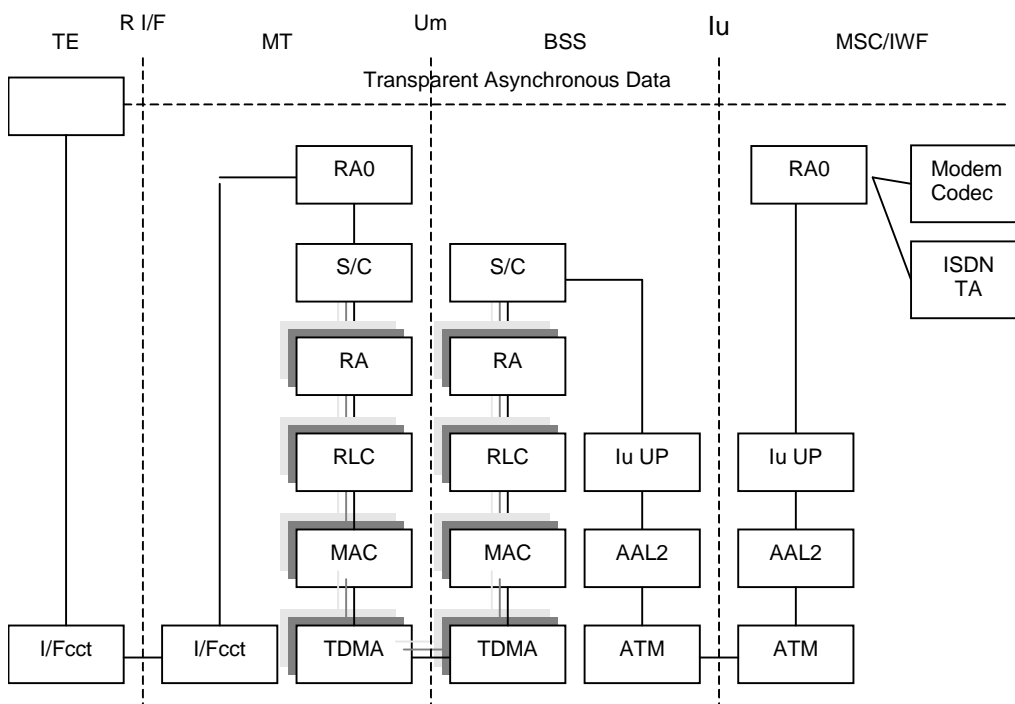 R I/F Um Iu
TE MT BSS MSC/IWF
Transparent Asynchronous Data
RA0 RA0 Modem
Codec
S/C S/C ISDN
TA
RA RA
RLC RLC Iu UP Iu UP
MAC MAC AAL2 AAL2
I/Fcct I/Fcct TDMA TDMA ATM ATM